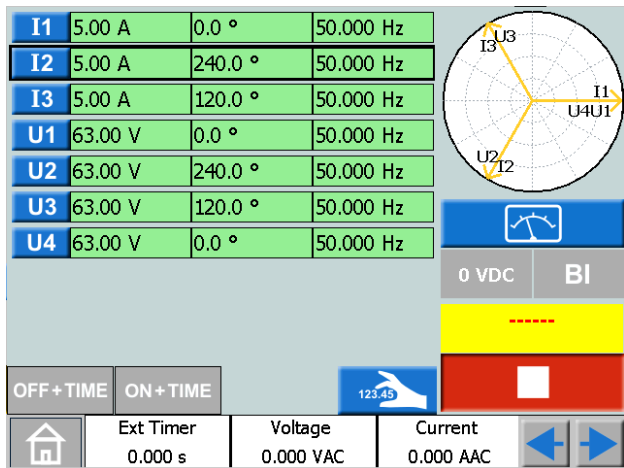 I1 5.00 A 0.0 ° 50.000 Hz
I2 5.00 A 240.0 ° 50.000 Hz
I3 5.00 A 120.0 ° 50.000 Hz
U1 63.00 V 0.0 ° 50.000 Hz
U2 63.00 V 240.0 ° 50.000 Hz
U3 63.00 V 120.0 ° 50.000 Hz
U4 63.00 V 0.0 ° 50.000 Hz
U3
I3
I1
U4U1
U2
I2
0 VDC BI
------
OFF+TIME ON+TIME 123.45
Ext Timer Voltage Current
0.000 s 0.000 VAC 0.000 AAC